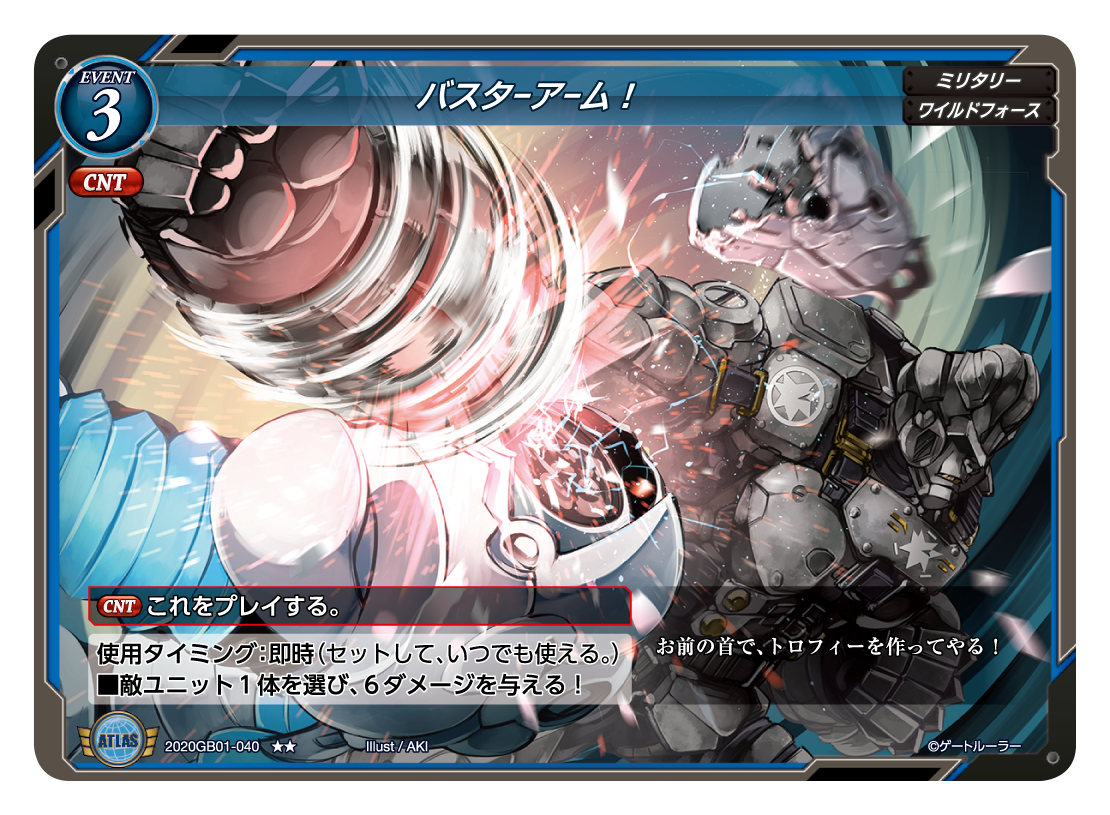 EVENT
3
バスターアーム！
ミリタリー
ワイルドフォース
CNT
CNT これをプレイする。
使用タイミング：即時（セットして、いつでも使える。）
■敵ユニット１体を選び、６ダメージを与える！
お前の首で、トロフィーを作ってやる！
ATLAS
2020GB01-040 ★★
Illust / AKI
©ゲートルーラー